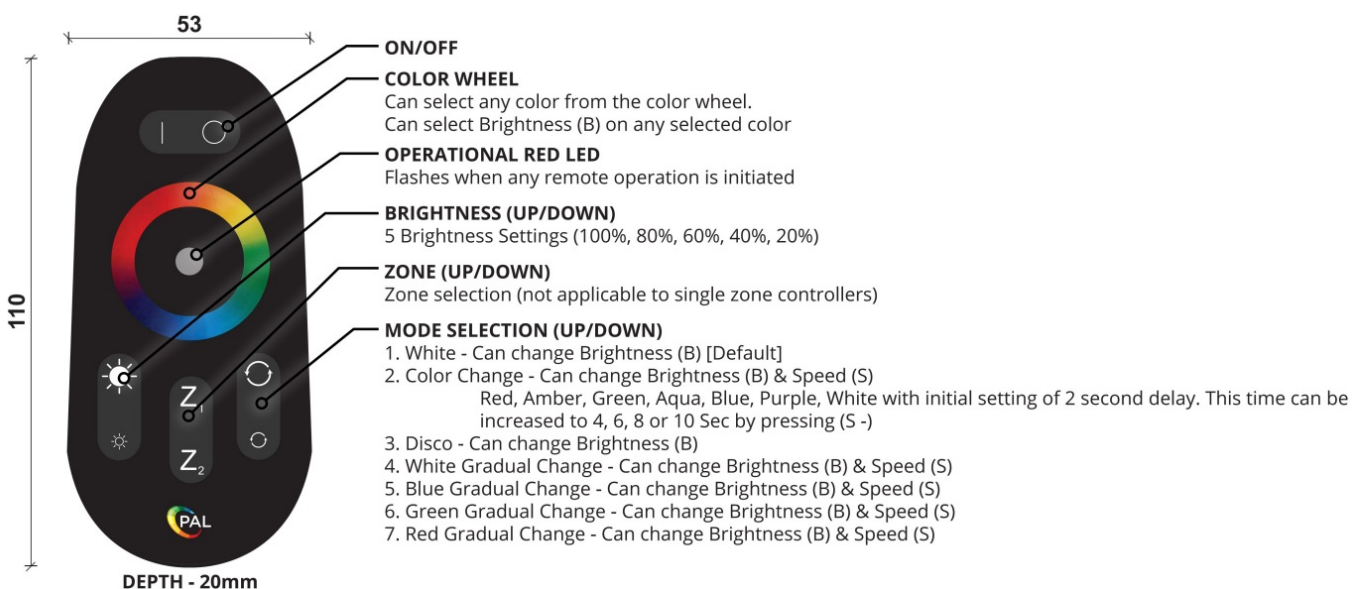 53
110
ON/OFF
COLOR WHEEL
Can select any color from the color wheel.
Can select Brightness (B) on any selected color
OPERATIONAL RED LED
Flashes when any remote operation is initiated
BRIGHTNESS (UP/DOWN)
5 Brightness Settings (100%, 80%, 60%, 40%, 20%)
ZONE (UP/DOWN)
Zone selection (not applicable to single zone controllers)
MODE SELECTION (UP/DOWN)
1. White - Can change Brightness (B) [Default]
2. Color Change - Can change Brightness (B) & Speed (S)
Red, Amber, Green, Aqua, Blue, Purple, White with initial setting of 2 second delay. This time can be
increased to 4, 6, 8 or 10 Sec by pressing (S -)
3. Disco - Can change Brightness (B)
4. White Gradual Change - Can change Brightness (B) & Speed (S)
5. Blue Gradual Change - Can change Brightness (B) & Speed (S)
6. Green Gradual Change - Can change Brightness (B) & Speed (S)
7. Red Gradual Change - Can change Brightness (B) & Speed (S)
Z1
Z2
PAL
DEPTH - 20mm